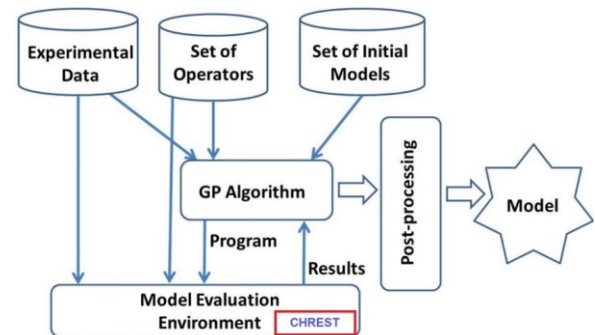 Experimental
Data
Set of
Operators
Set of Initial
Models
GP Algorithm
Post-processing
Model
Program
Results
Model Evaluation
Environment CHREST